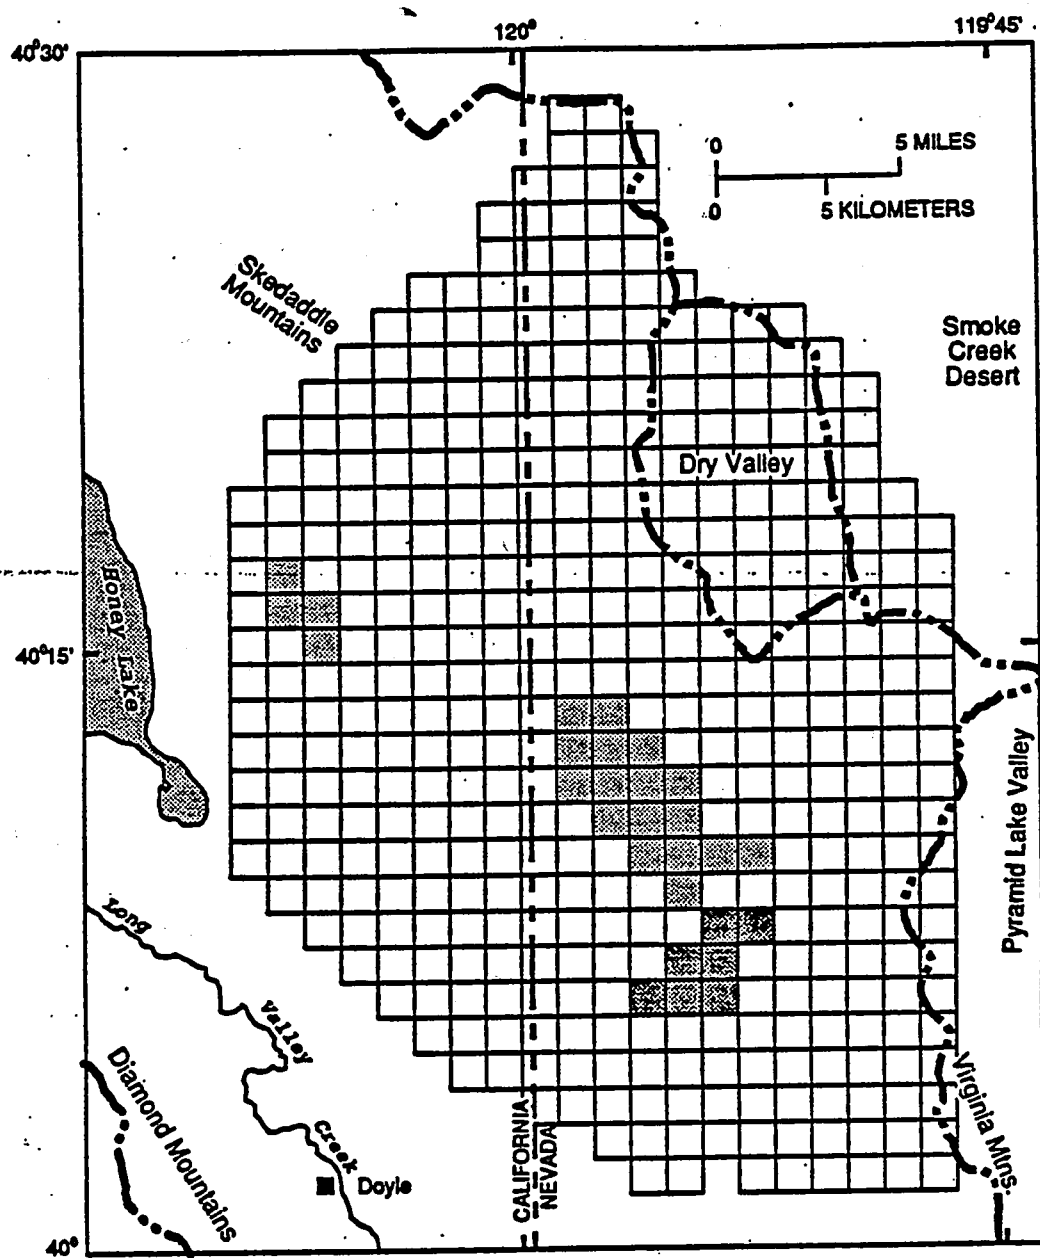 120°
119°45'
40°30'
0
5 MILES
0
5 KILOMETERS
Skedaddle
Mountains
Smoke
Creek
Desert
Dry Valley
Honey Lake
40°15'
Pyramid Lake Valley
Long
Valley
Creek
Diamond Mountains
Doyle
CALIFORNIA
NEVADA
Virginia Mtns.
40°